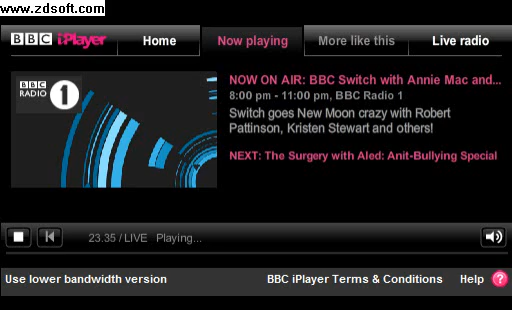 www.zdsoft.com
BBC iPlayer Home Now playing More like this Live radio
BBC RADIO 1
NOW ON AIR: BBC Switch with Annie Mac and...
8:00 pm - 11:00 pm, BBC Radio 1
Switch goes New Moon crazy with Robert
Pattinson, Kristen Stewart and others!
NEXT: The Surgery with Aled: Anit-Bullying Special
23.35 / LIVE Playing...
Use lower bandwidth version BBC iPlayer Terms & Conditions Help ?